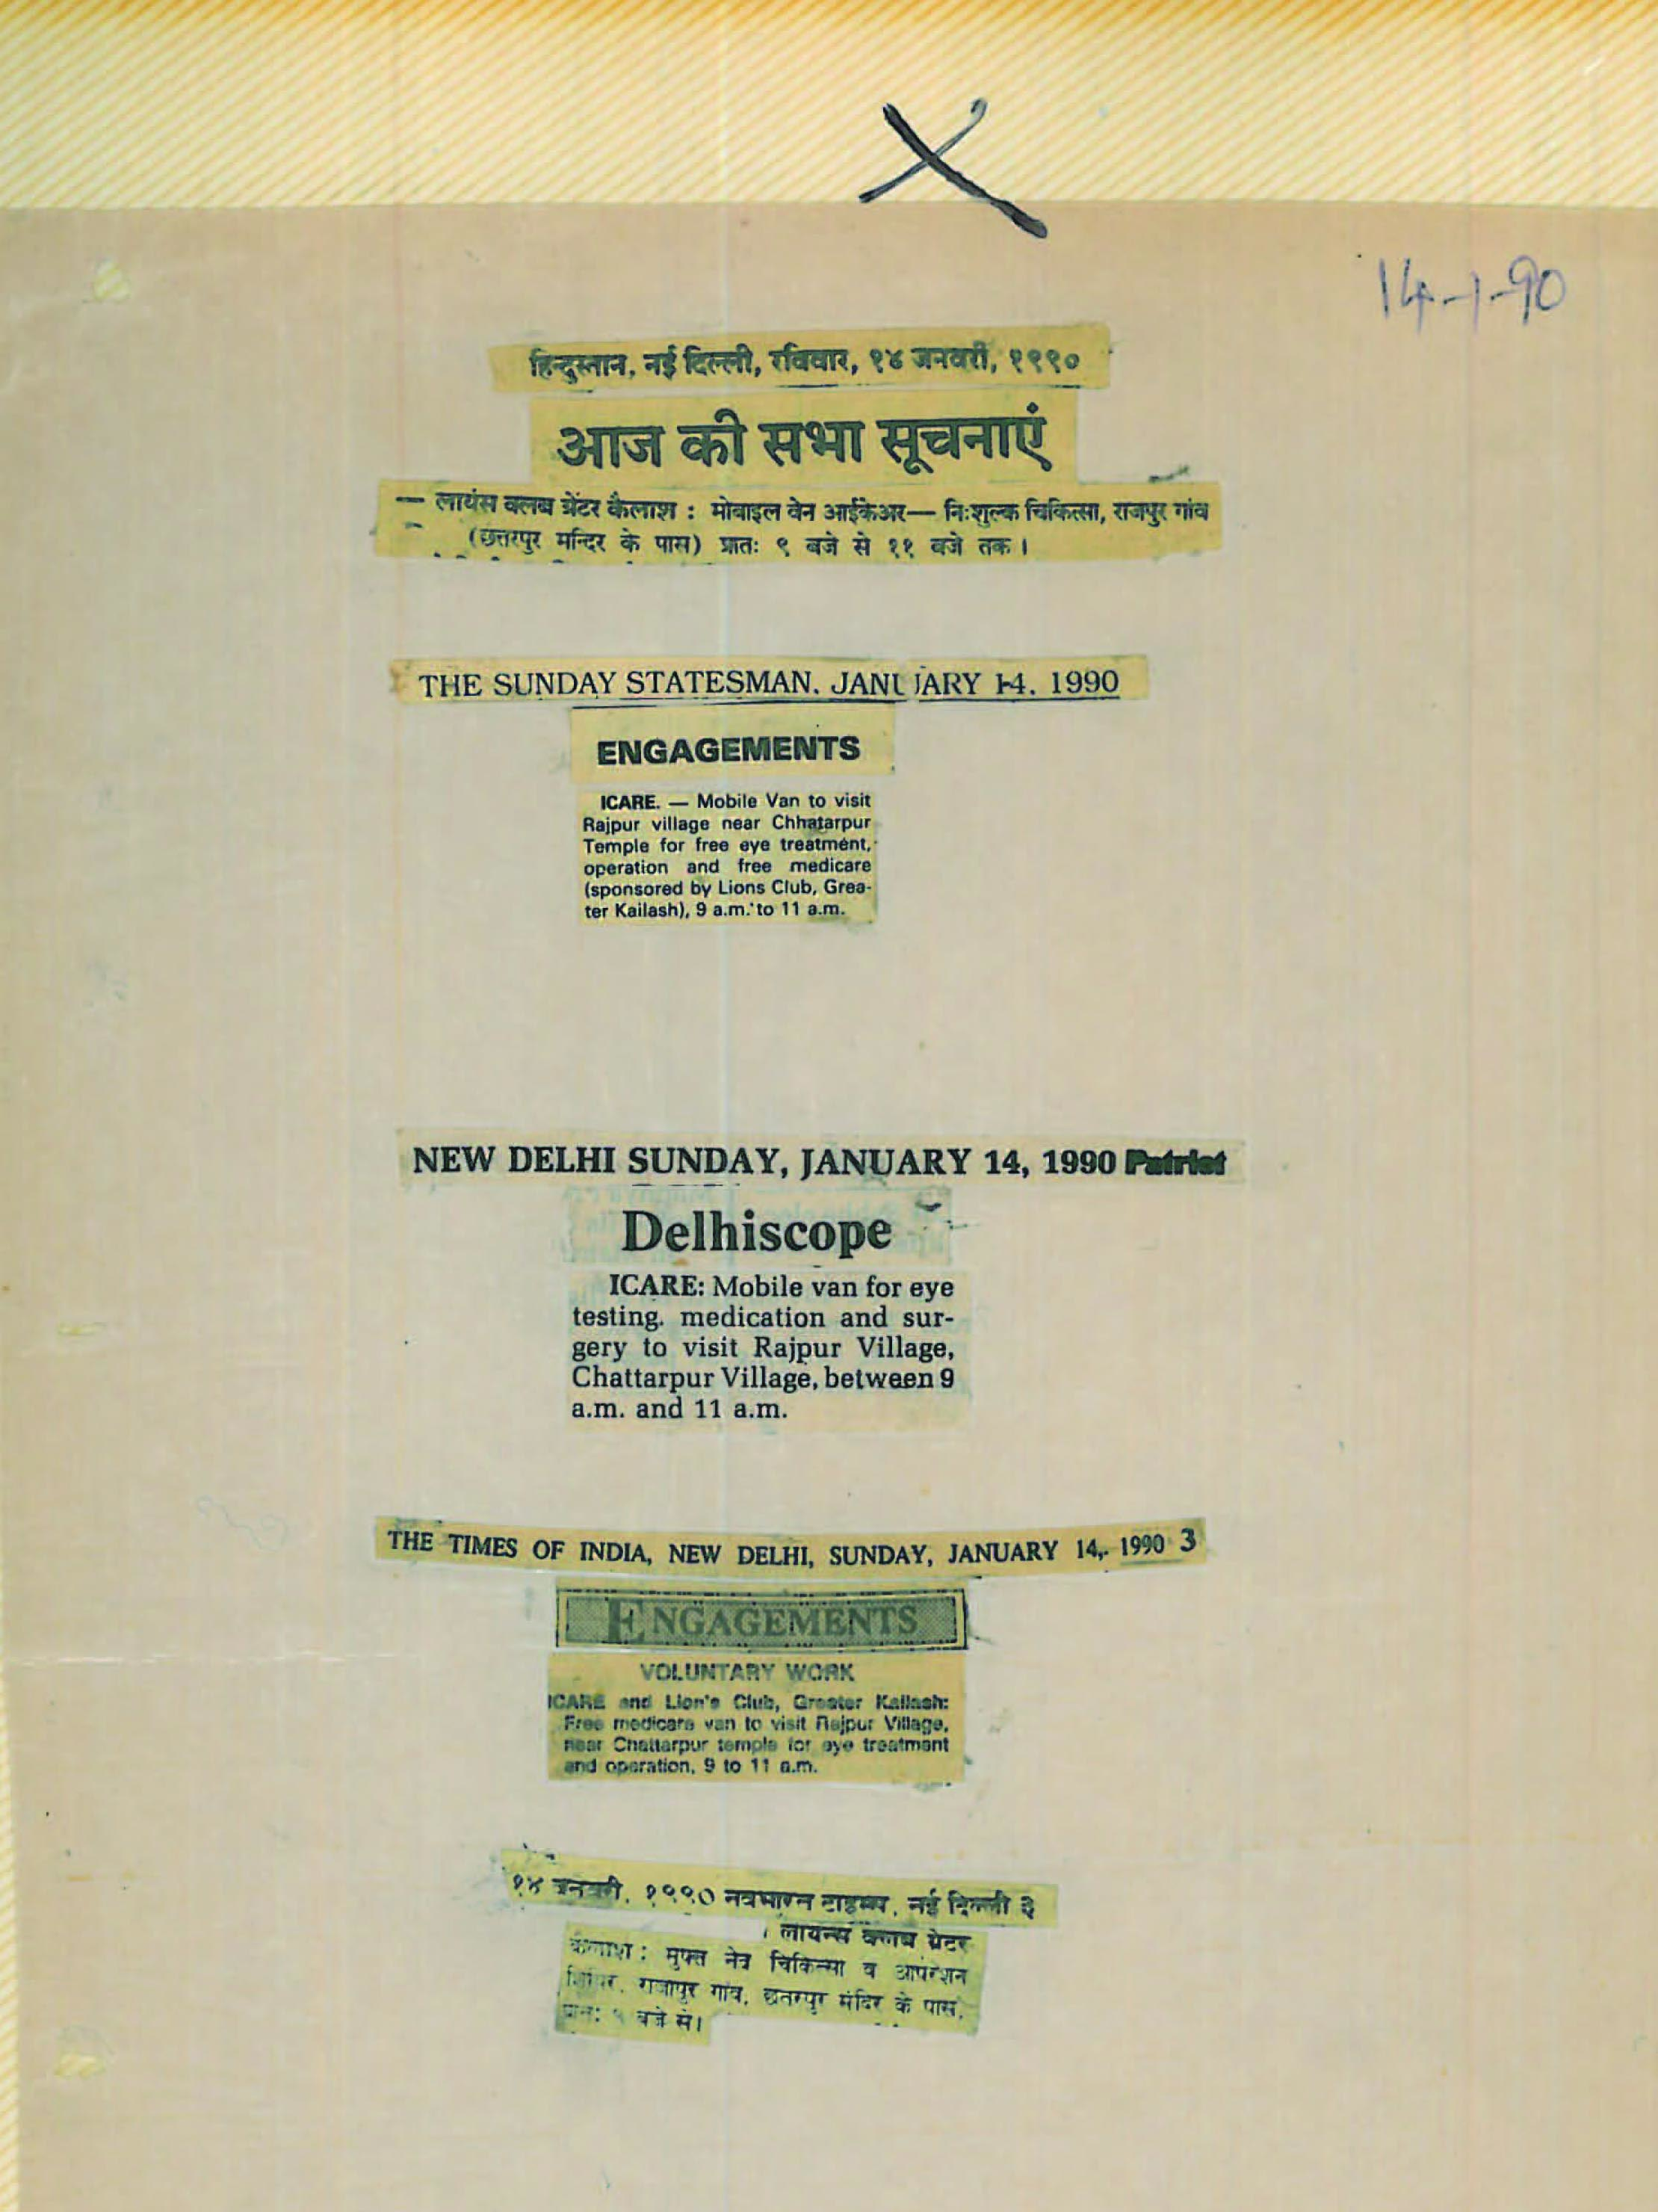 14-1-90
हिन्दुस्तान, नई दिल्ली, रविवार, १४ जनवरी, १९९०
आज की सभा सूचनाएं
— लायंस क्लब ग्रेटर कैलाश : मोबाइल वेन आईकेअर— निःशुल्क चिकित्सा, राजपुर गांव
(छत्तरपुर मन्दिर के पास) प्रातः ९ बजे से ११ बजे तक ।
THE SUNDAY STATESMAN. JANUARY 14. 1990
ENGAGEMENTS
ICARE. — Mobile Van to visit
Rajpur village near Chhatarpur
Temple for free eye treatment,
operation and free medicare
(sponsored by Lions Club, Grea-
ter Kailash), 9 a.m. to 11 a.m.
NEW DELHI SUNDAY, JANUARY 14, 1990 Patriot
Delhiscope
ICARE: Mobile van for eye
testing. medication and sur-
gery to visit Rajpur Village,
Chattarpur Village, between 9
a.m. and 11 a.m.
THE TIMES OF INDIA, NEW DELHI, SUNDAY, JANUARY 14, 1990 3
ENGAGEMENTS
VOLUNTARY WORK
ICARE and Lion's Club, Greater Kailash:
Free medicare van to visit Rajpur Village,
near Chattarpur temple for eye treatment
and operation, 9 to 11 a.m.
१४ जनवरी, १९९० नवभारत टाइम्स, नई दिल्ली ३
लायन्स क्लब ग्रेटर
कैलाश : मुफ्त नेत्र चिकित्सा व आपरेशन
शिविर, राजापुर गांव, छतरपुर मंदिर के पास,
प्रातः बजे से।